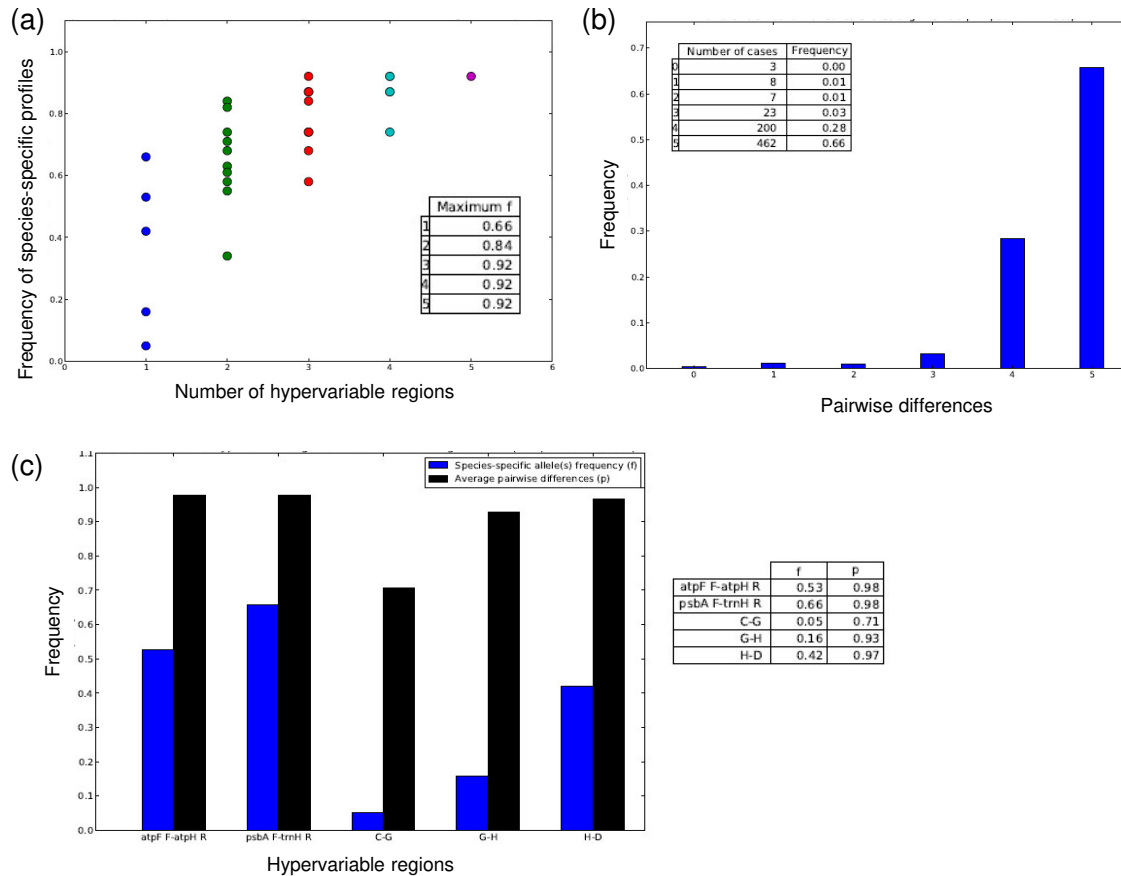 (a)
Frequency of species-specific profiles
1.0
0.8
0.6
0.4
0.2
0.0
0 1 2 3 4 5 6
Number of hypervariable regions
Maximum f
1 0.66
2 0.84
3 0.92
4 0.92
5 0.92
(b)
Frequency
0.7
0.6
0.5
0.4
0.3
0.2
0.1
0.0
0 1 2 3 4 5
Pairwise differences
Number of cases Frequency
0 3 0.00
1 8 0.01
2 7 0.01
3 23 0.03
4 200 0.28
5 462 0.66
(c)
Frequency
1.1
1.0
0.9
0.8
0.7
0.6
0.5
0.4
0.3
0.2
0.1
0.0
Species-specific allele(s) frequency (f)
Average pairwise differences (p)
atpF F-atpH R psbA F-trnH R C-G G-H H-D
Hypervariable regions
f p
atpF F-atpH R 0.53 0.98
psbA F-trnH R 0.66 0.98
C-G 0.05 0.71
G-H 0.16 0.93
H-D 0.42 0.97